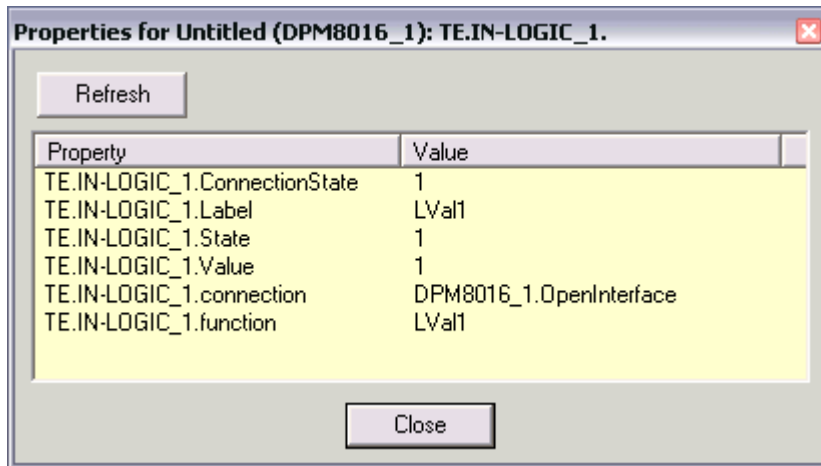 Properties for Untitled (DPM8016_1): TE.IN-LOGIC_1.
Refresh
Property Value
TE.IN-LOGIC_1.ConnectionState 1
TE.IN-LOGIC_1.Label LVal1
TE.IN-LOGIC_1.State 1
TE.IN-LOGIC_1.Value 1
TE.IN-LOGIC_1.connection DPM8016_1.OpenInterface
TE.IN-LOGIC_1.function LVal1
Close